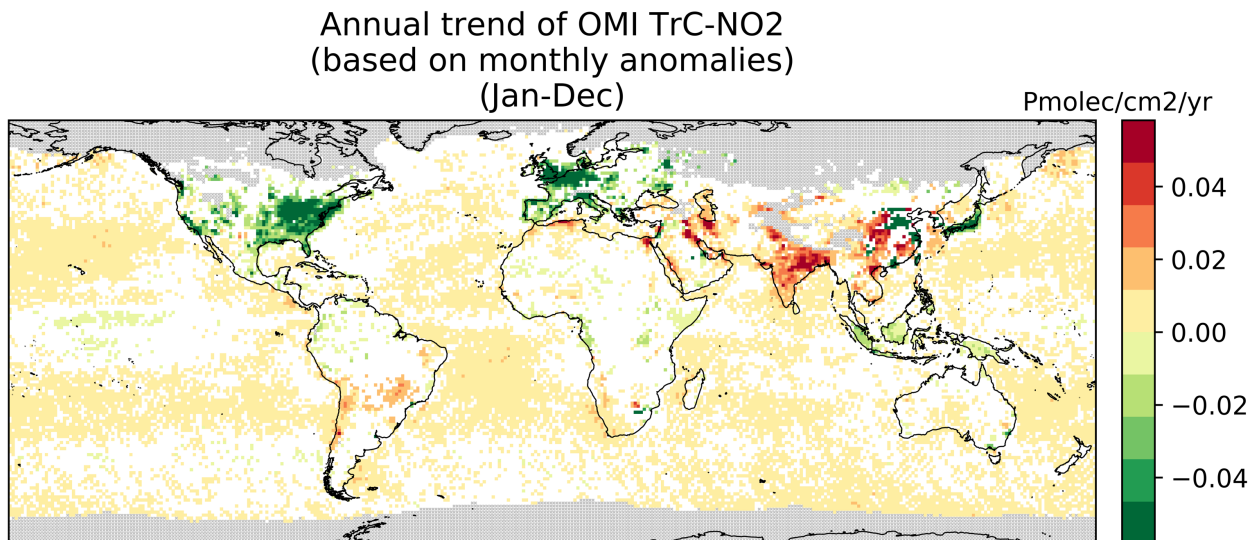 Annual trend of OMI TrC-NO2
(based on monthly anomalies)
(Jan-Dec)
Pmolec/cm2/yr
0.04
0.02
0.00
−0.02
−0.04